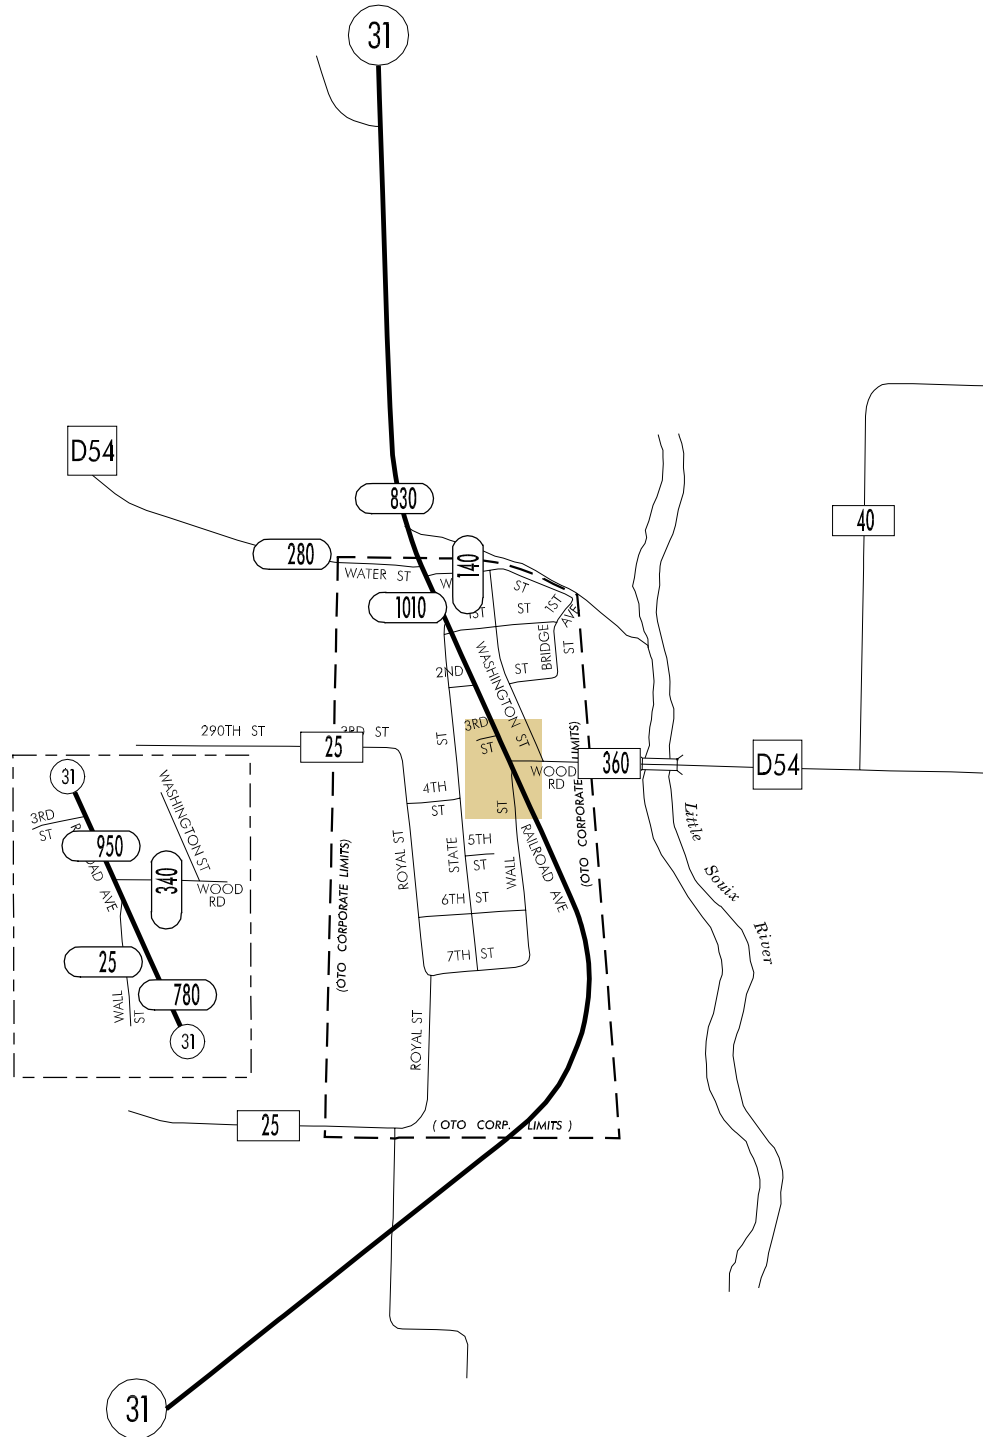 31
D54
830
40
280
140
WATER ST
W
ST
1ST
AVE
1010
1ST
ST
BRIDGE
ST
2ND
ST
WASHINGTON ST
290TH ST
25
3RD ST
3RD
ST
ST
WOOD
RD
360
D54
(OTO CORPORATE LIMITS)
4TH
ST
ST
ROYAL ST
STATE
5TH
ST
WALL
RAILROAD AVE
6TH ST
7TH ST
(OTO CORPORATE LIMITS)
ROYAL ST
Little
Souix
River
31
3RD
ST
WASHINGTON ST
950
R OAD AVE
340
WOOD
RD
25
WALL
ST
780
31
25
( OTO CORP. LIMITS )
31